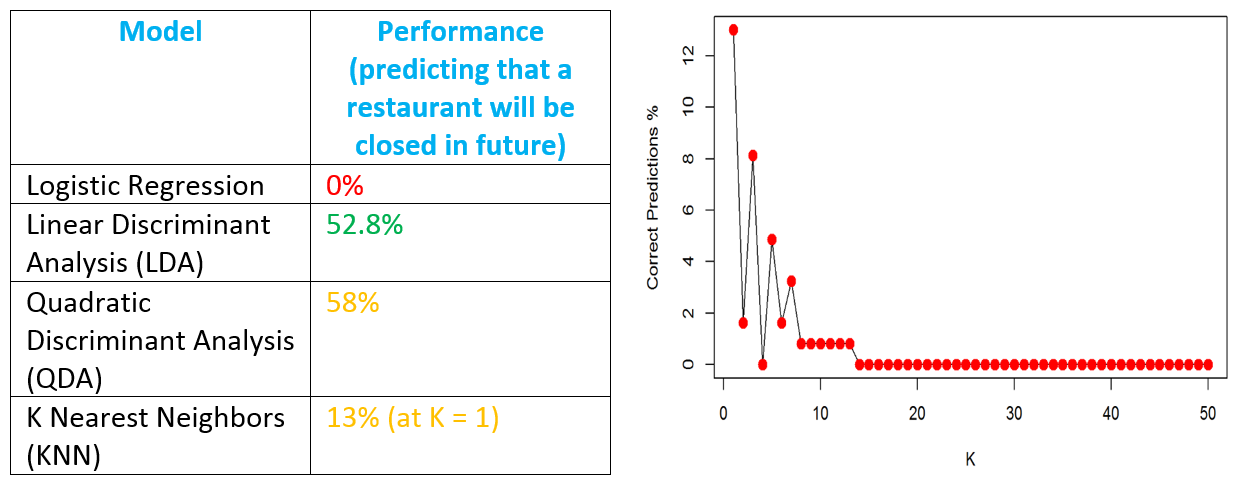 Model
Performance
(predicting that a
restaurant will be
closed in future)
Logistic Regression
0%
Linear Discriminant
Analysis (LDA)
52.8%
Quadratic
Discriminant Analysis
(QDA)
58%
K Nearest Neighbors
(KNN)
13% (at K = 1)
Correct Predictions %
12
10
8
6
4
2
0
0 10 20 30 40 50
K